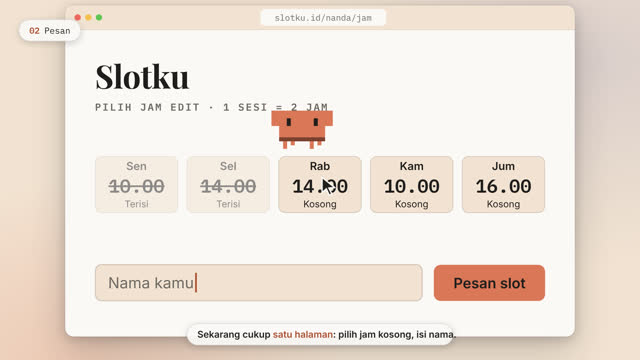 slotku.id/nanda/jam
02 Pesan
Slotku
PILIH JAM EDIT · 1 SESI = 2 JAM
Sen
10.00
Terisi
Sel
14.00
Terisi
Rab
14.00
Kosong
Kam
10.00
Kosong
Jum
16.00
Kosong
Nama kamu
Pesan slot
Sekarang cukup satu halaman: pilih jam kosong, isi nama.